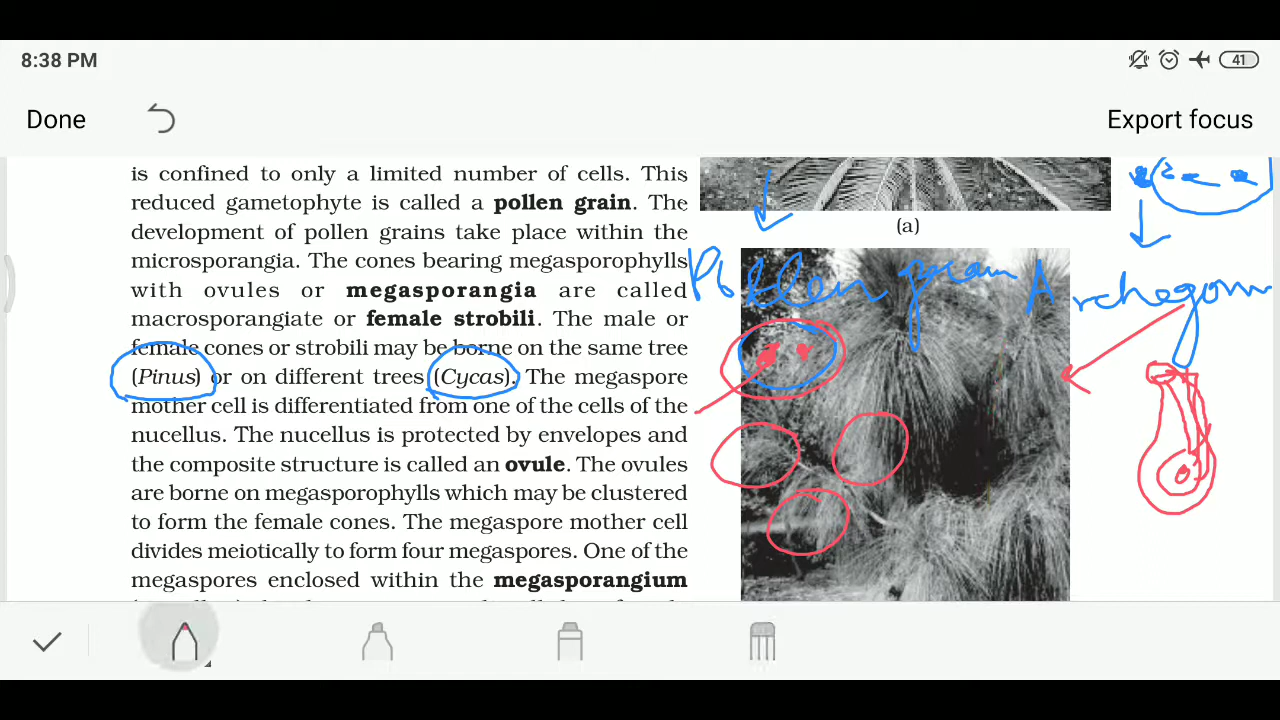 8:38 PM
41
Done
Export focus
is confined to only a limited number of cells. This
reduced gametophyte is called a pollen grain. The
development of pollen grains take place within the
microsporangia. The cones bearing megasporophylls
with ovules or megasporangia are called
macrosporangiate or female strobili. The male or
female cones or strobili may be borne on the same tree
(Pinus) or on different trees (Cycas). The megaspore
mother cell is differentiated from one of the cells of the
nucellus. The nucellus is protected by envelopes and
the composite structure is called an ovule. The ovules
are borne on megasporophylls which may be clustered
to form the female cones. The megaspore mother cell
divides meiotically to form four megaspores. One of the
megaspores enclosed within the megasporangium
(a)
Pollen grain